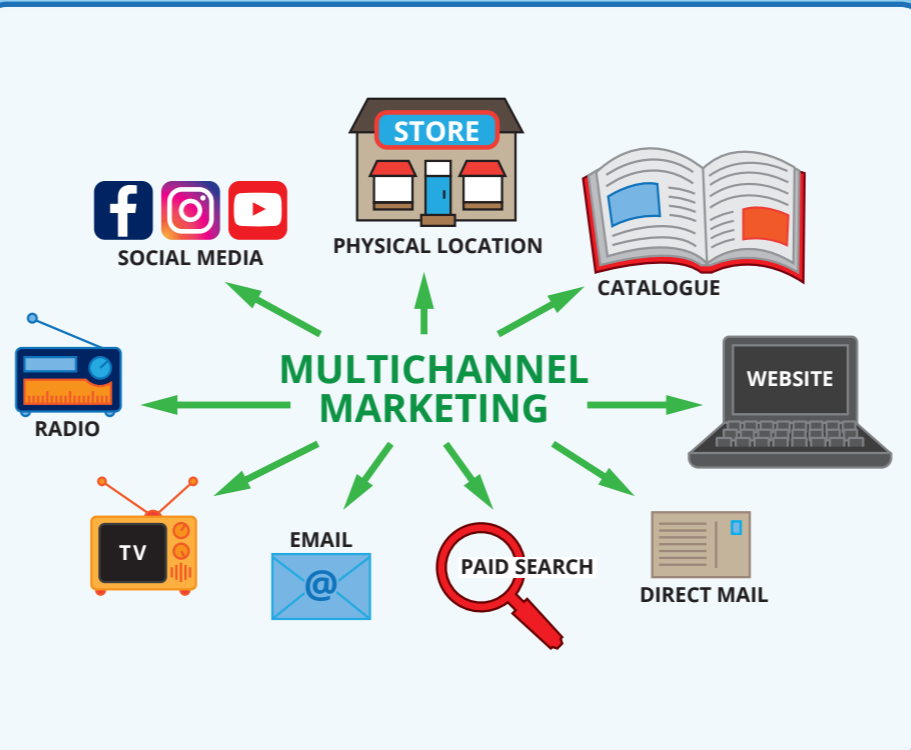 STORE
PHYSICAL LOCATION
SOCIAL MEDIA
CATALOGUE
MULTICHANNEL
MARKETING
WEBSITE
RADIO
TV
EMAIL
@
PAID SEARCH
DIRECT MAIL